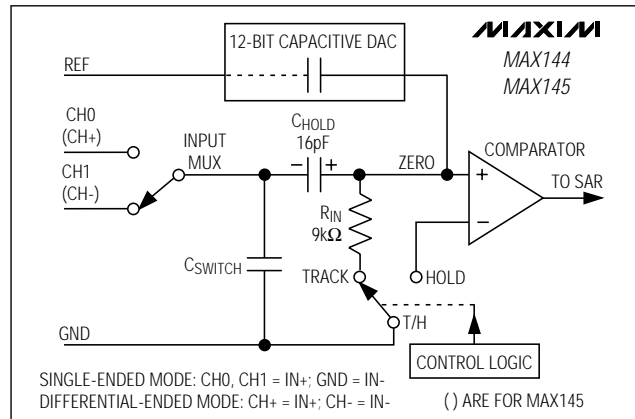 12-BIT CAPACITIVE DAC
MAXIM
MAX144
MAX145
REF
CH0
(CH+)
CH1
(CH-)
INPUT
MUX
CHOLD
16pF
− +
ZERO
COMPARATOR
+
−
TO SAR
RIN
9kΩ
CSWITCH
TRACK
HOLD
T/H
GND
CONTROL LOGIC
SINGLE-ENDED MODE: CH0, CH1 = IN+; GND = IN-
DIFFERENTIAL-ENDED MODE: CH+ = IN+; CH- = IN-
( ) ARE FOR MAX145